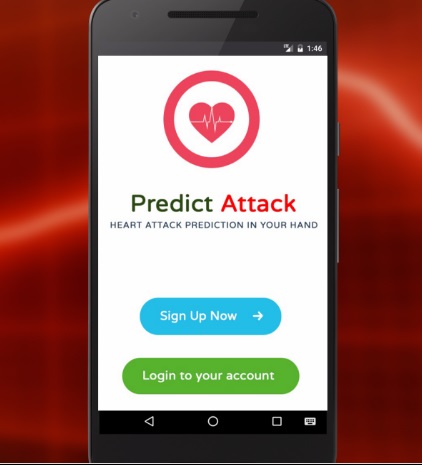 1:46
Predict Attack
HEART ATTACK PREDICTION IN YOUR HAND
Sign Up Now
Login to your account